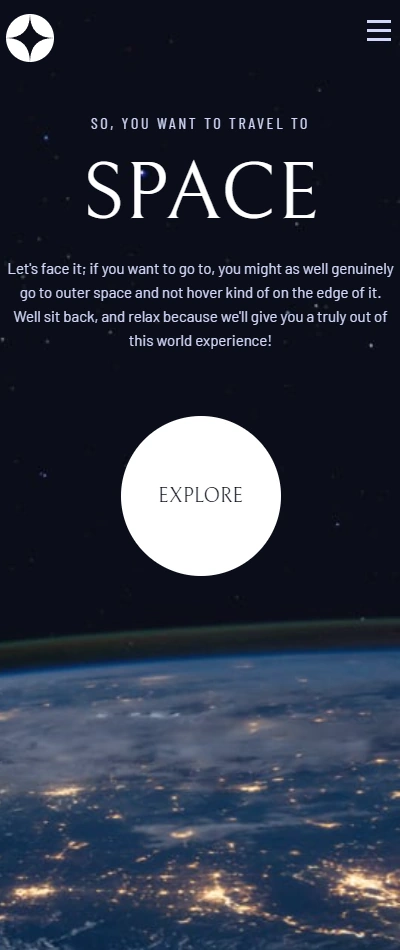 SO, YOU WANT TO TRAVEL TO
SPACE
Let's face it; if you want to go to, you might as well genuinely
go to outer space and not hover kind of on the edge of it.
Well sit back, and relax because we'll give you a truly out of
this world experience!
EXPLORE